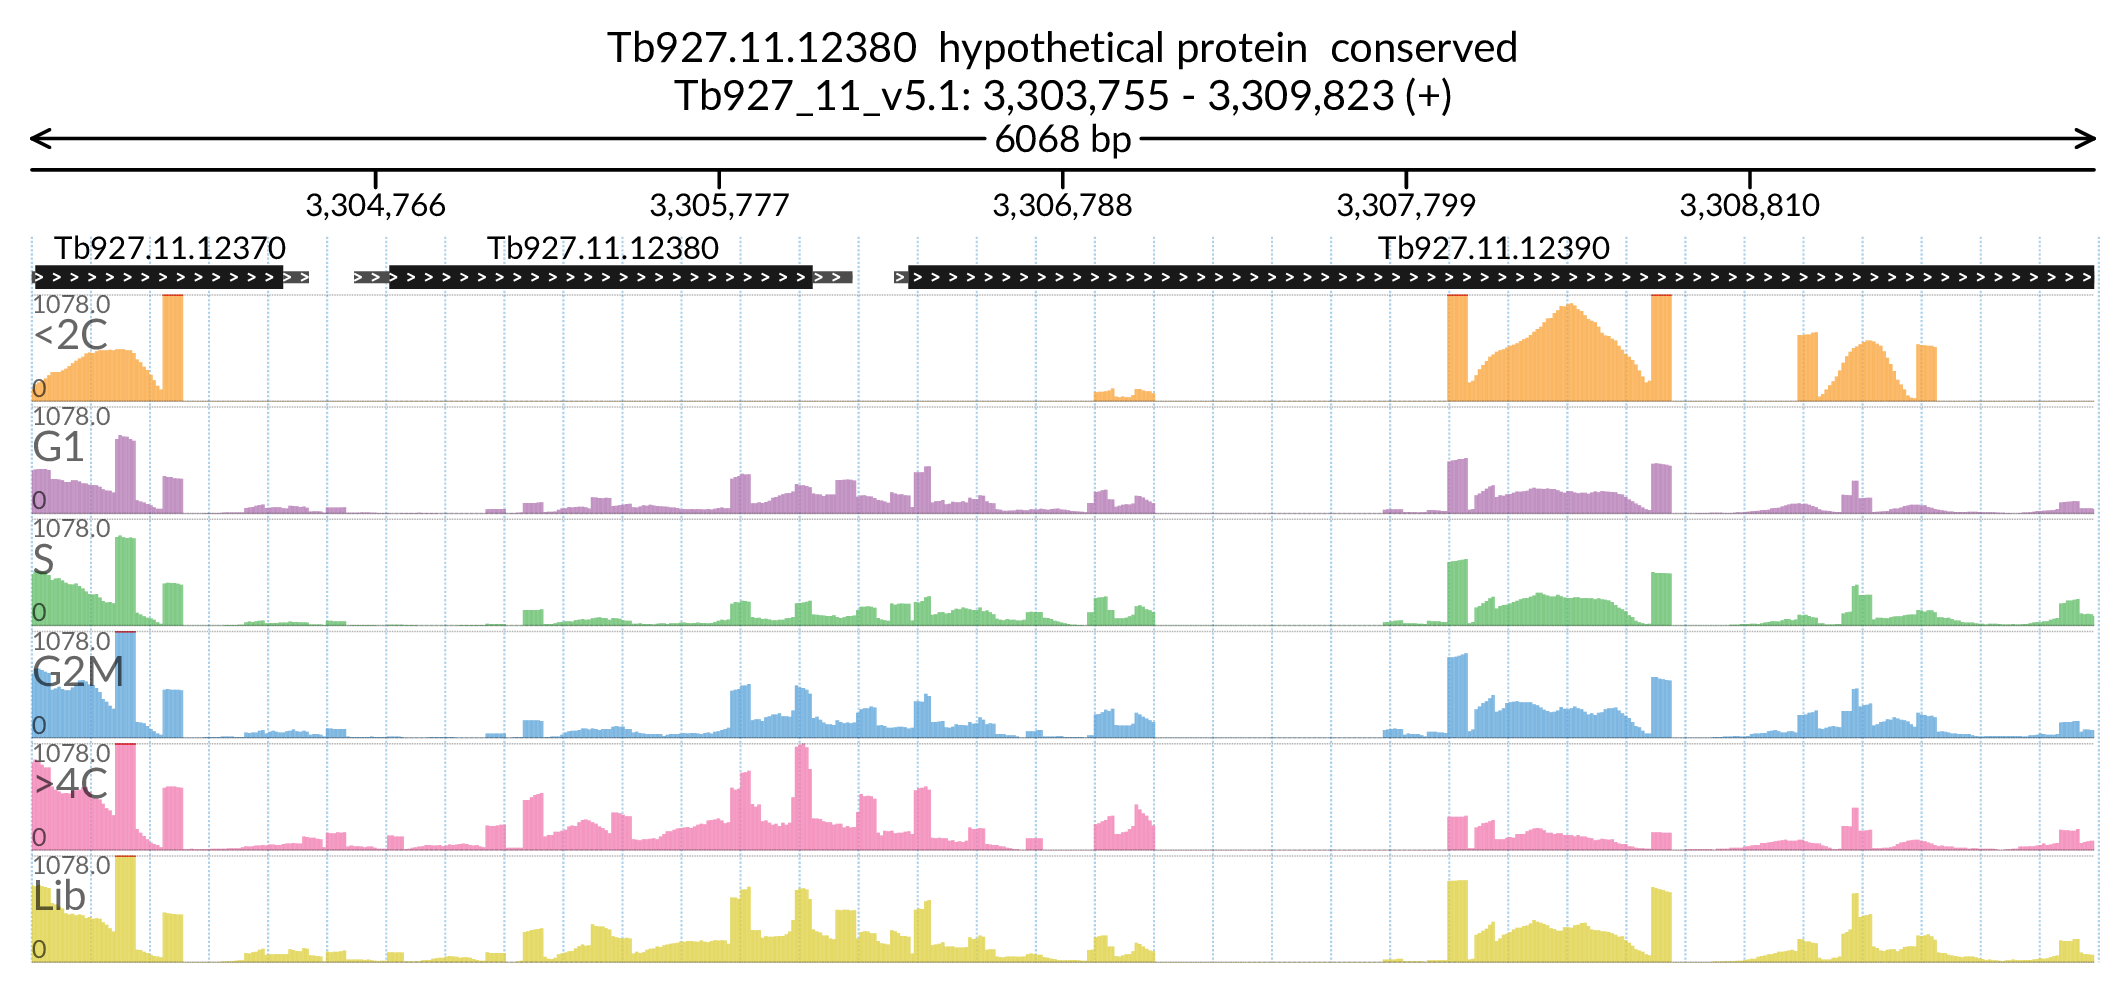 Tb927.11.12380 hypothetical protein conserved
Tb927_11_v5.1: 3,303,755 - 3,309,823 (+)
6068 bp
3,304,766 3,305,777 3,306,788 3,307,799 3,308,810
Tb927.11.12370 Tb927.11.12380 Tb927.11.12390
1078.0
<2C
0
1078.0
G1
0
1078.0
S
0
1078.0
G2M
0
1078.0
>4C
0
1078.0
Lib
0